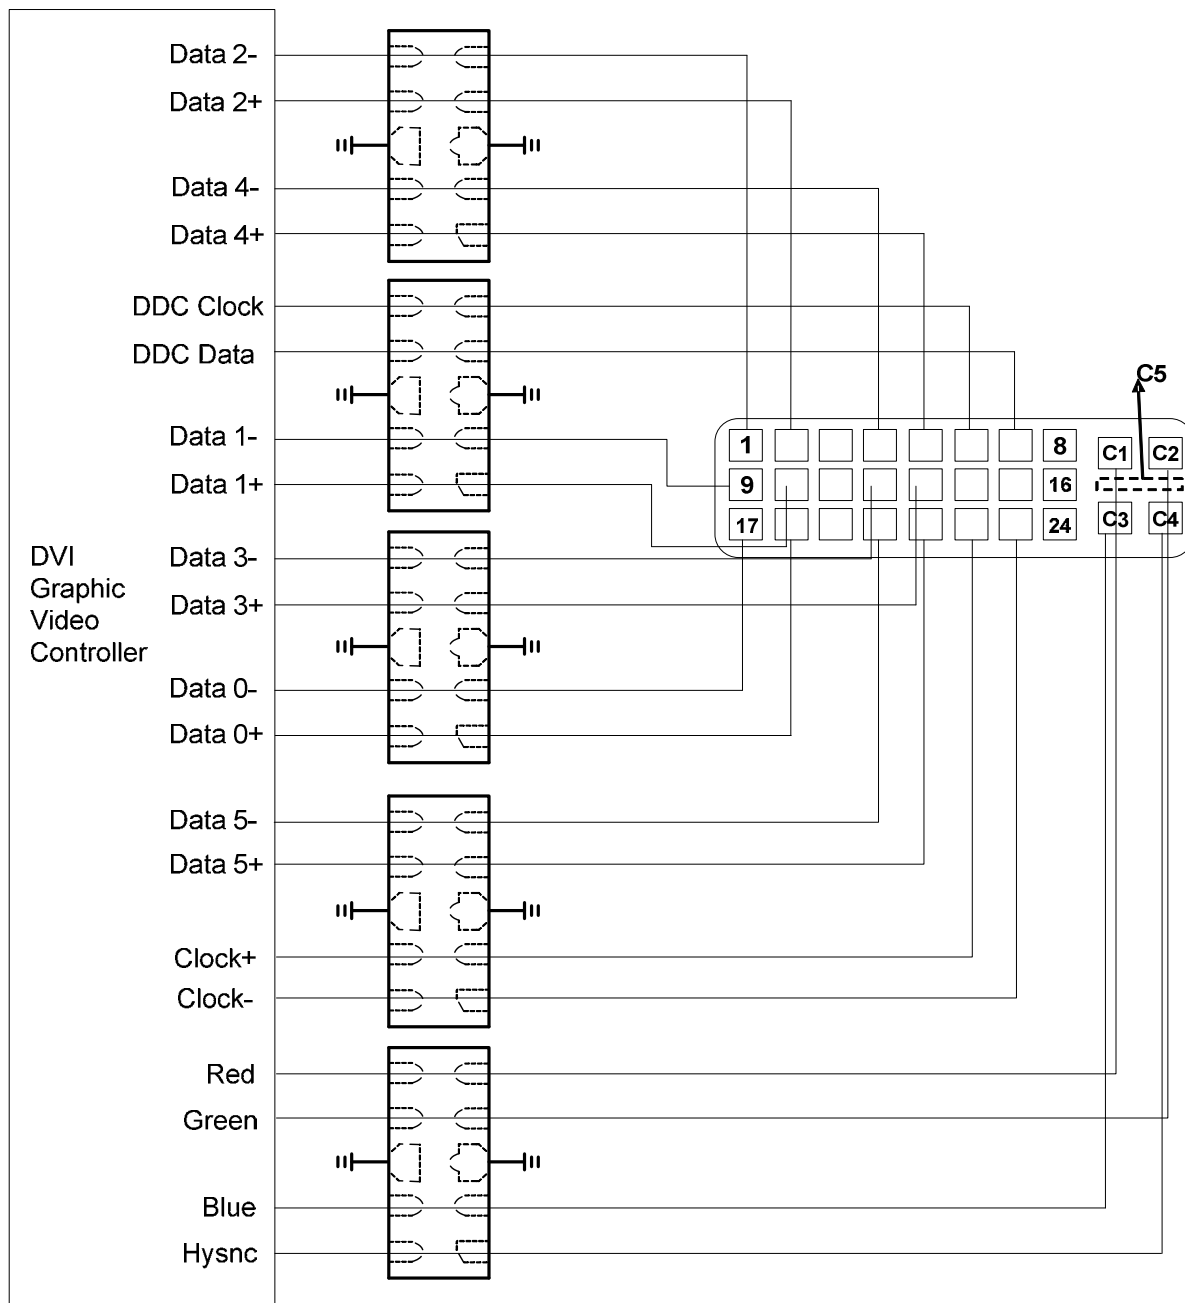 Data 2-
Data 2+
Data 4-
Data 4+
DDC Clock
DDC Data
Data 1-
Data 1+
DVI
Graphic
Video
Controller
Data 3-
Data 3+
Data 0-
Data 0+
Data 5-
Data 5+
Clock+
Clock-
Red
Green
Blue
Hysnc
C5
1 8 C1 C2
9 16
17 24 C3 C4